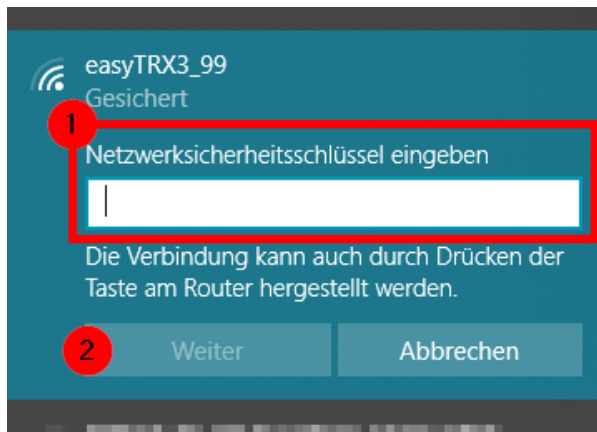 easyTRX3_99
Gesichert
1
Netzwerksicherheitsschlüssel eingeben
Die Verbindung kann auch durch Drücken der
Taste am Router hergestellt werden.
2 Weiter Abbrechen